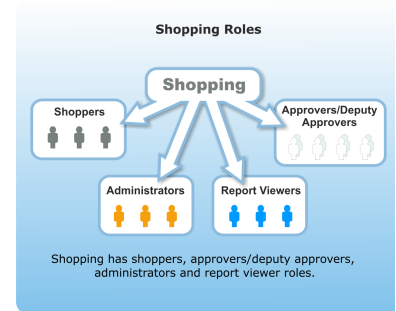 Shopping Roles
Shopping
Shoppers
Approvers/Deputy
Approvers
Administrators
Report Viewers
Shopping has shoppers, approvers/deputy approvers,
administrators and report viewer roles.